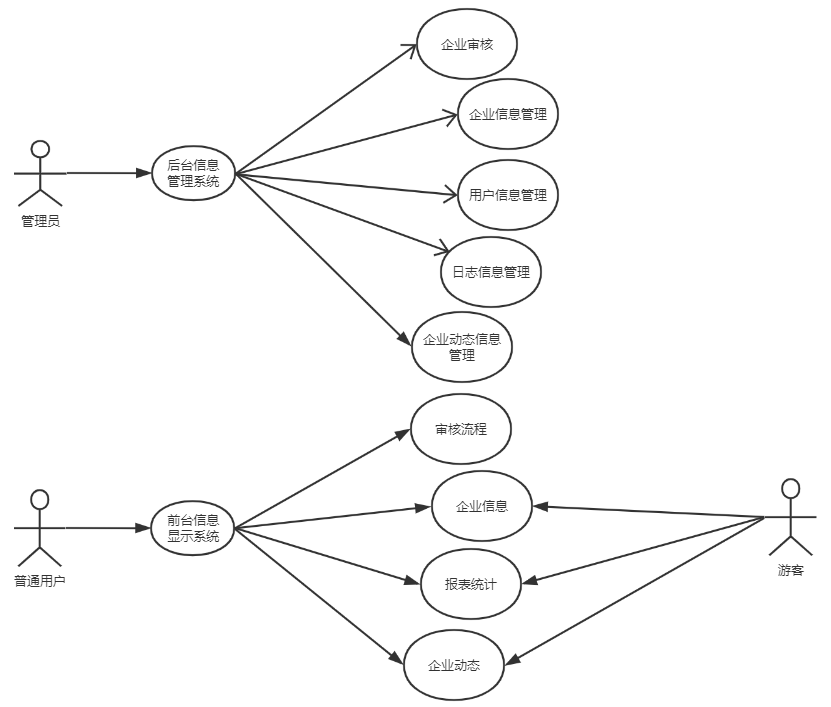 企业审核
企业信息管理
后台信息
管理系统
用户信息管理
管理员
日志信息管理
企业动态信息
管理
审核流程
企业信息
前台信息
显示系统
普通用户
游客
报表统计
企业动态